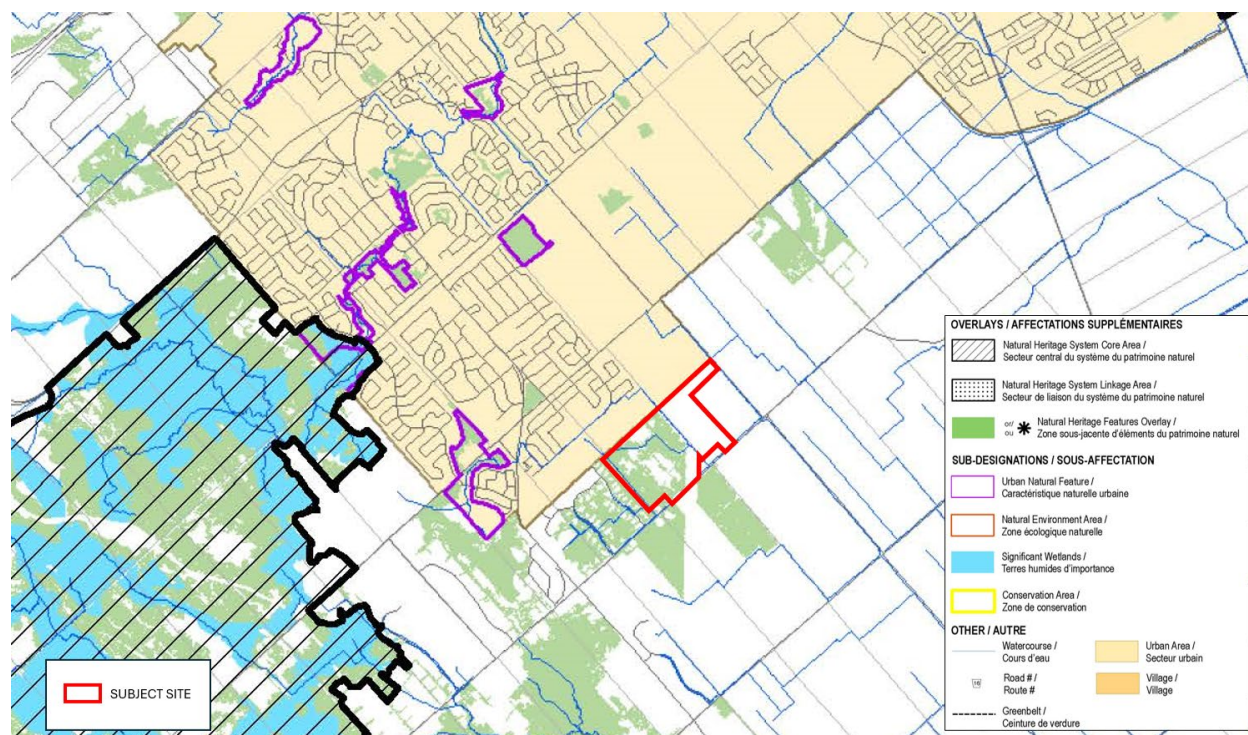 OVERLAYS / AFFECTATIONS SUPPLÉMENTAIRES
Natural Heritage System Core Area /
Secteur central du système du patrimoine naturel
Natural Heritage System Linkage Area /
Secteur de liaison du système du patrimoine naturel
or/
ou
Natural Heritage Features Overlay /
Zone sous-jacente d'éléments du patrimoine naturel
SUB-DESIGNATIONS / SOUS-AFFECTATION
Urban Natural Feature /
Caractéristique naturelle urbaine
Natural Environment Area /
Zone écologique naturelle
Significant Wetlands /
Terres humides d'importance
Conservation Area /
Zone de conservation
OTHER / AUTRE
Watercourse /
Cours d'eau
Urban Area /
Secteur urbain
Road # /
Route #
Village /
Village
Greenbelt /
Ceinture de verdure
SUBJECT SITE